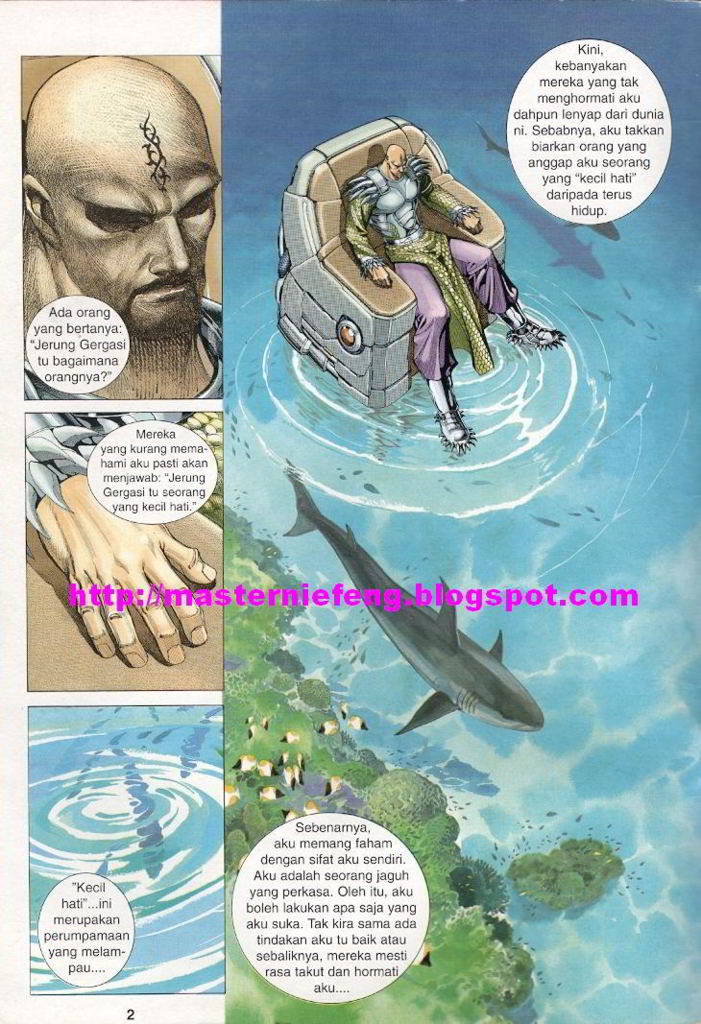 Ada orang
yang bertanya:
"Jerung Gergasi
tu bagaimana
orangnya?"
Mereka
yang kurang mema-
hami aku pasti akan
menjawab: "Jerung
Gergasi tu seorang
yang kecil hati."
"Kecil
hati"...ini
merupakan
perumpamaan
yang melam-
pau....
Kini,
kebanyakan
mereka yang tak
menghormati aku
dahpun lenyap dari dunia
ni. Sebabnya, aku takkan
biarkan orang yang
anggap aku seorang
yang "kecil hati"
daripada terus
hidup.
http://masterniefeng.blogspot.com
Sebenarnya,
aku memang faham
dengan sifat aku sendiri.
Aku adalah seorang jaguh
yang perkasa. Oleh itu, aku
boleh lakukan apa saja yang
aku suka. Tak kira sama ada
tindakan aku tu baik atau
sebaliknya, mereka mesti
rasa takut dan hormati
aku....
2